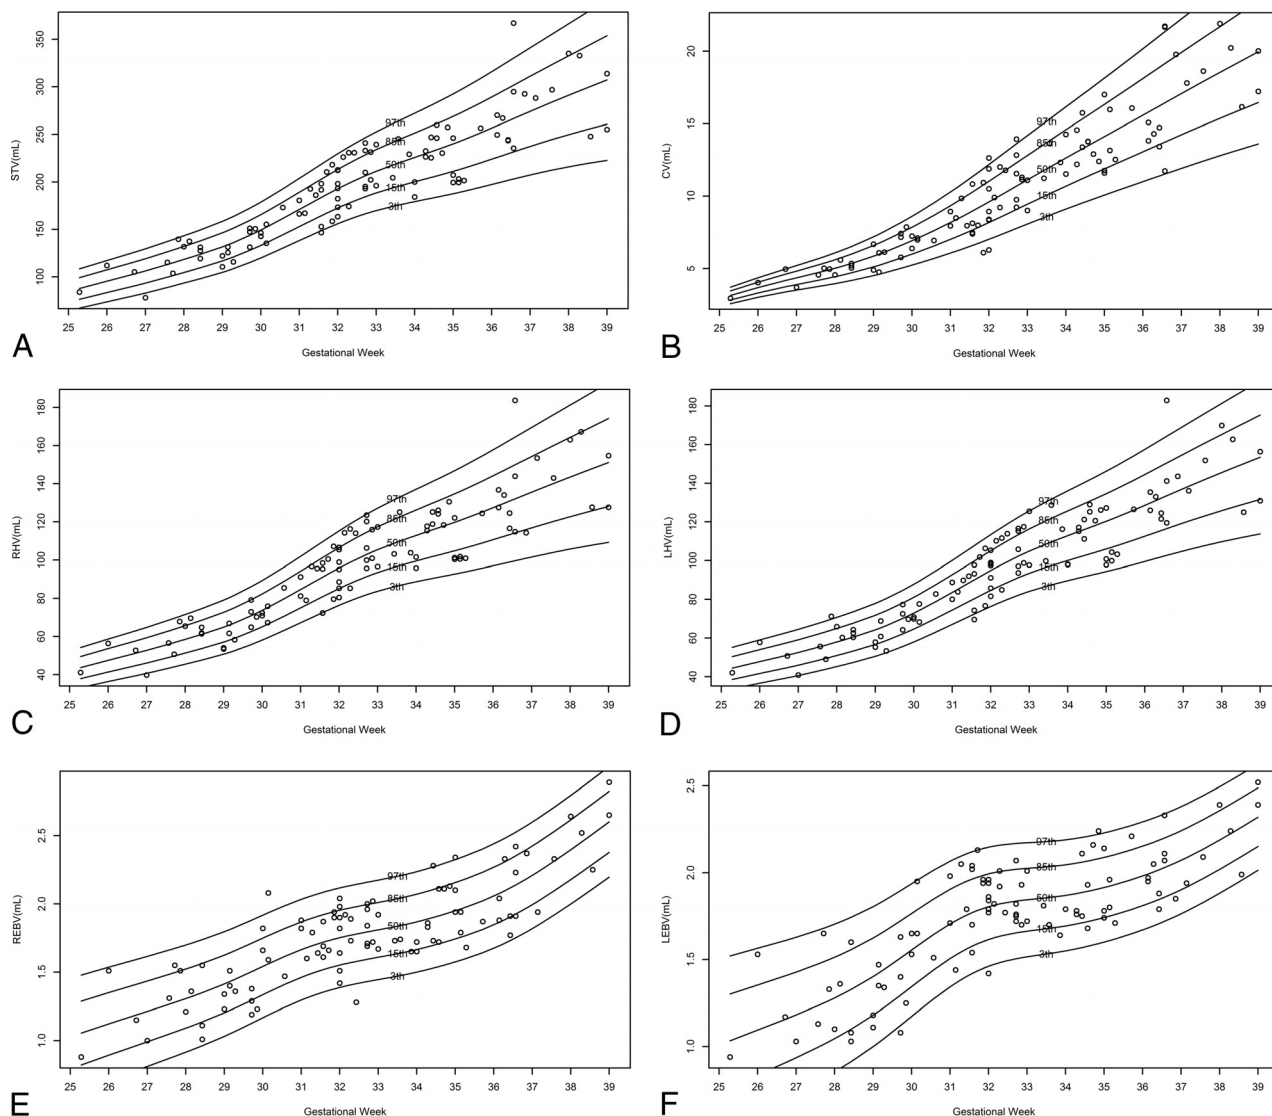 STV(mL)
350
300
250
200
150
100
97th
85th
50th
15th
3th
25 26 27 28 29 30 31 32 33 34 35 36 37 38 39
Gestational Week
A
CV(mL)
20
15
10
5
97th
85th
50th
15th
3th
25 26 27 28 29 30 31 32 33 34 35 36 37 38 39
Gestational Week
B
RHV(mL)
180
160
140
120
100
80
60
40
97th
85th
50th
15th
3th
25 26 27 28 29 30 31 32 33 34 35 36 37 38 39
Gestational Week
C
LHV(mL)
180
160
140
120
100
80
60
40
97th
85th
50th
15th
3th
25 26 27 28 29 30 31 32 33 34 35 36 37 38 39
Gestational Week
D
REBV(mL)
2.5
2.0
1.5
1.0
97th
85th
50th
15th
3th
25 26 27 28 29 30 31 32 33 34 35 36 37 38 39
Gestational Week
E
LEBV(mL)
2.5
2.0
1.5
1.0
97th
85th
50th
15th
3th
25 26 27 28 29 30 31 32 33 34 35 36 37 38 39
Gestational Week
F